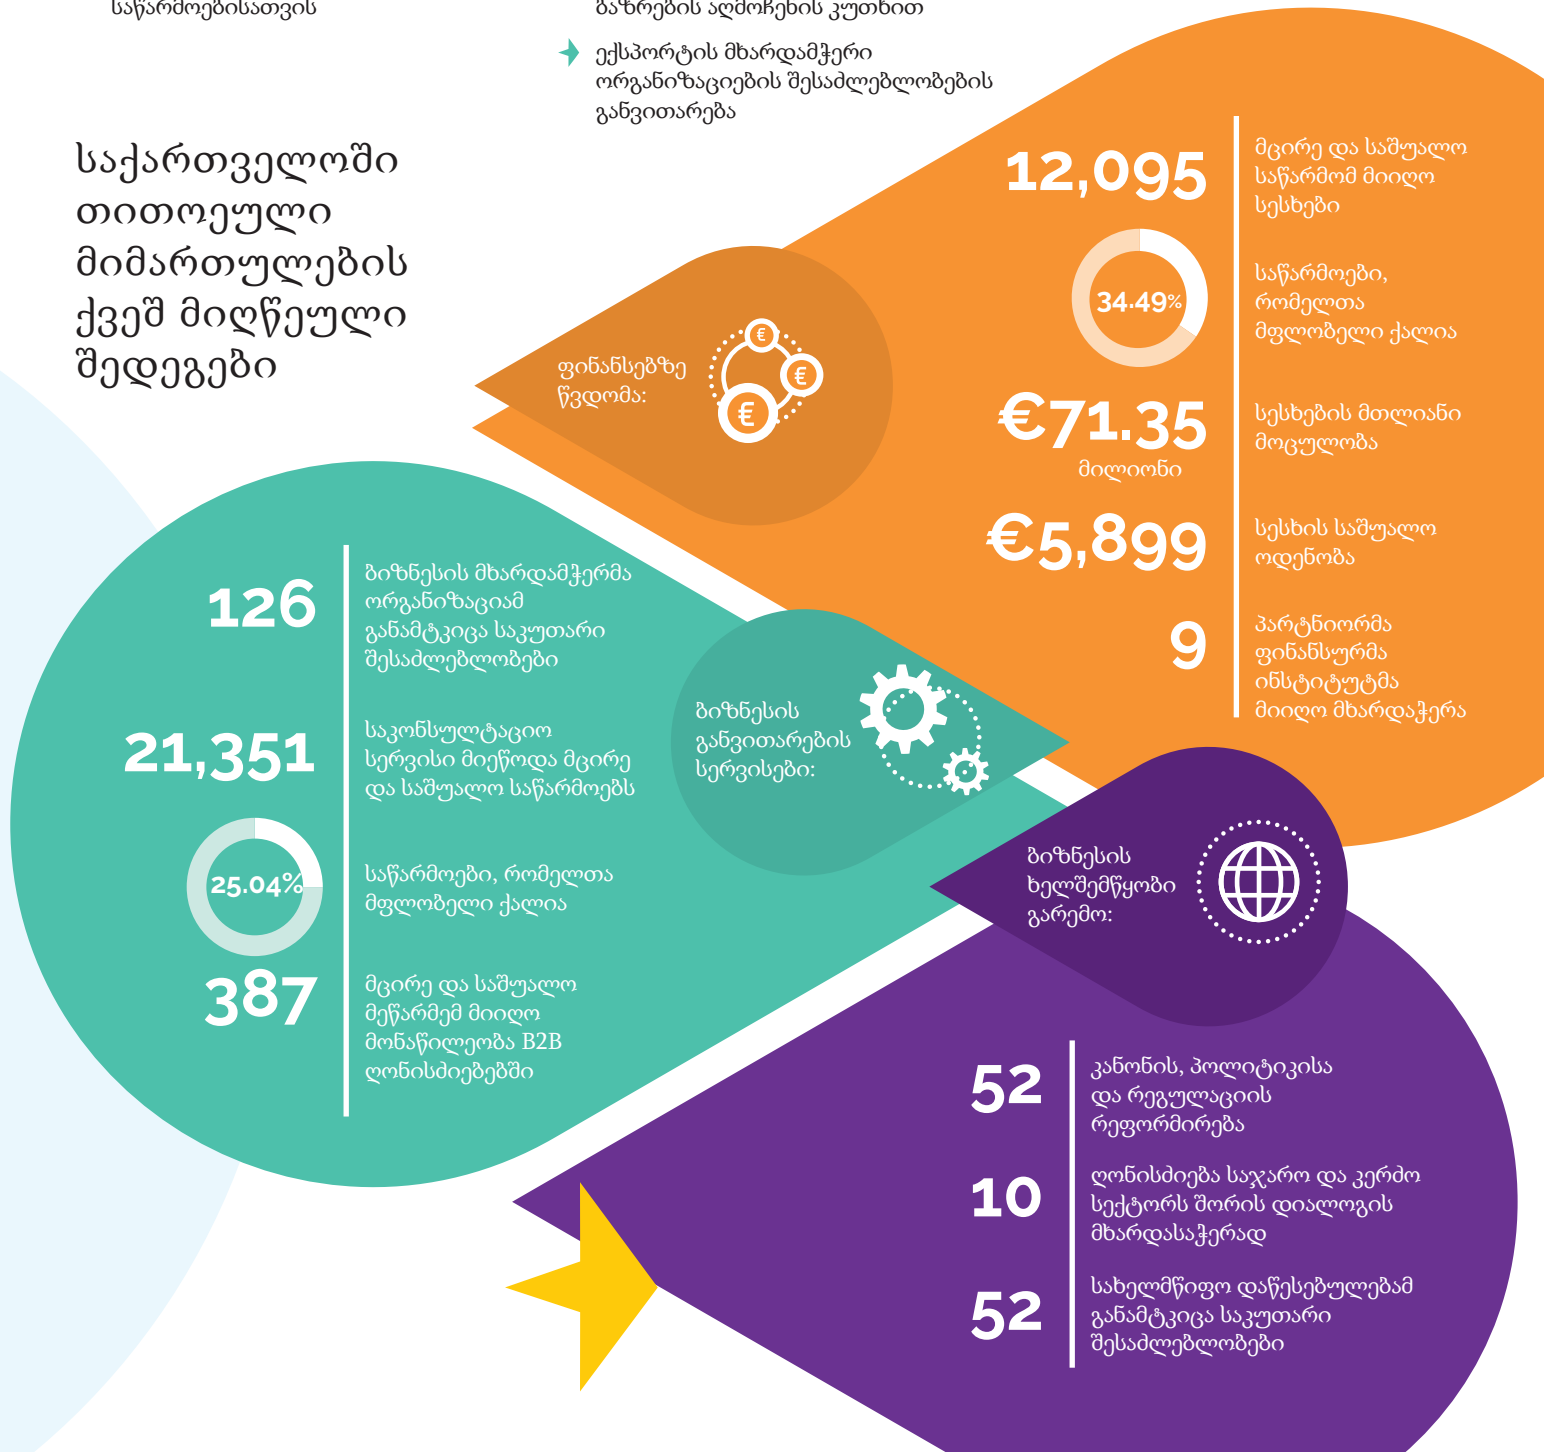 საწარმოებისათვის
ბაზრების აღმოჩენის კუთხით
ექსპორტის მხარდამჭერი
ორგანიზაციების შესაძლებლობების
განვითარება
საქართველოში
თითოეული
მიმართულების
ქვეშ მიღწეული
შედეგები
ფინანსებზე
წვდომა:
12,095
მცირე და საშუალო
საწარმომ მიიღო
სესხები
34.49%
საწარმოები,
რომელთა
მფლობელი ქალია
€71.35
მილიონი
სესხების მთლიანი
მოცულობა
€5,899
სესხის საშუალო
ოდენობა
9
პარტნიორმა
ფინანსურმა
ინსტიტუტმა
მიიღო მხარდაჭერა
ბიზნესის
განვითარების
სერვისები:
126
ბიზნესის მხარდამჭერმა
ორგანიზაციამ
განამტკიცა საკუთარი
შესაძლებლობები
21,351
საკონსულტაციო
სერვისი მიეწოდა მცირე
და საშუალო საწარმოებს
25.04%
საწარმოები, რომელთა
მფლობელი ქალია
387
მცირე და საშუალო
მეწარმემ მიიღო
მონაწილეობა B2B
ღონისძიებებში
ბიზნესის
ხელშემწყობი
გარემო:
52
კანონის, პოლიტიკისა
და რეგულაციის
რეფორმირება
10
ღონისძიება საჯარო და კერძო
სექტორს შორის დიალოგის
მხარდასაჭერად
52
სახელმწიფო დაწესებულებამ
განამტკიცა საკუთარი
შესაძლებლობები